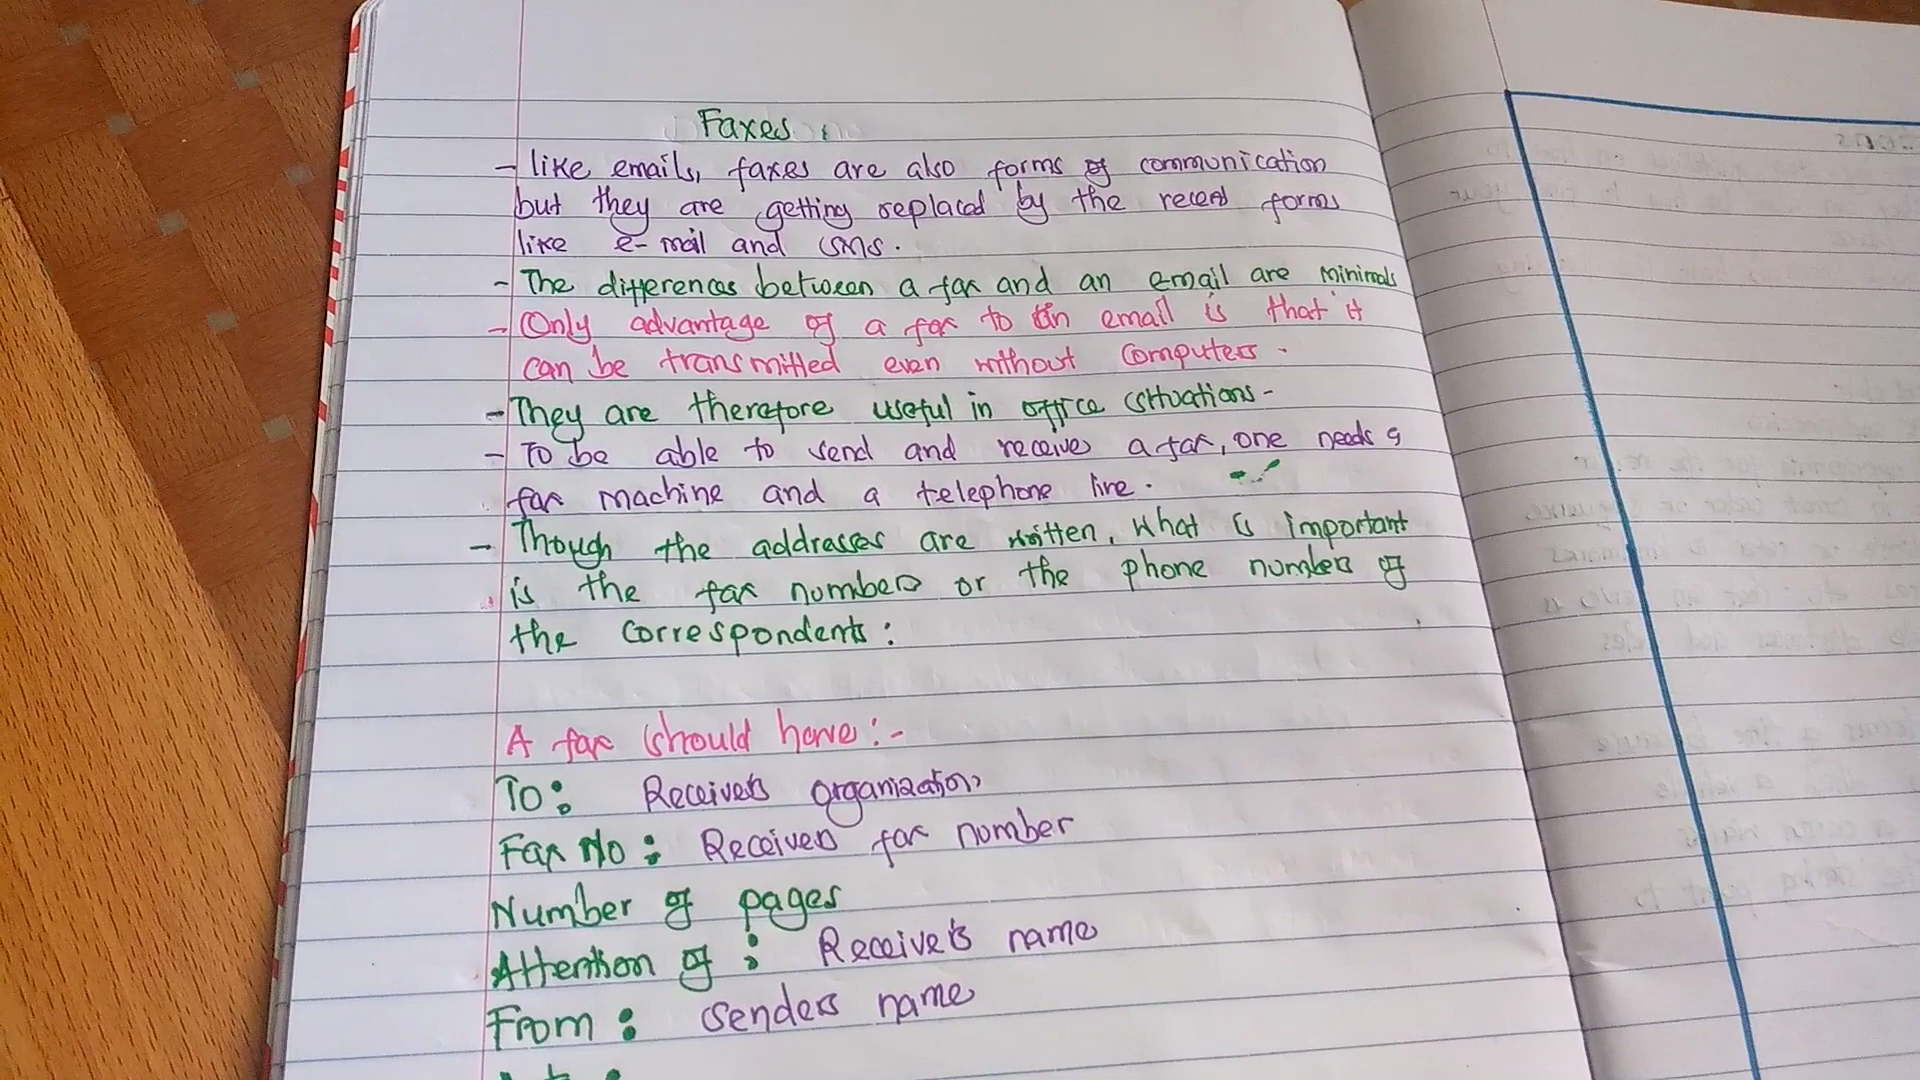 Faxes:
- like emails, faxes are also forms of communication
but they are getting replaced by the recent forms
like e-mail and SMS.
- The differences between a fax and an email are minimals
- Only advantage of a fax to an email is that it
can be transmitted even without Computers.
- They are therefore useful in office situations-
- To be able to send and receive a fax, one needs a
fax machine and a telephone line.
- Though the addresses are written, what is important
is the fax numbers or the phone numbers of
the correspondents:
A fax should have:-
To: Receiver's organization
Fax No: Receivers fax number
Number of pages
Attention of: Receiver's name
From: Senders name